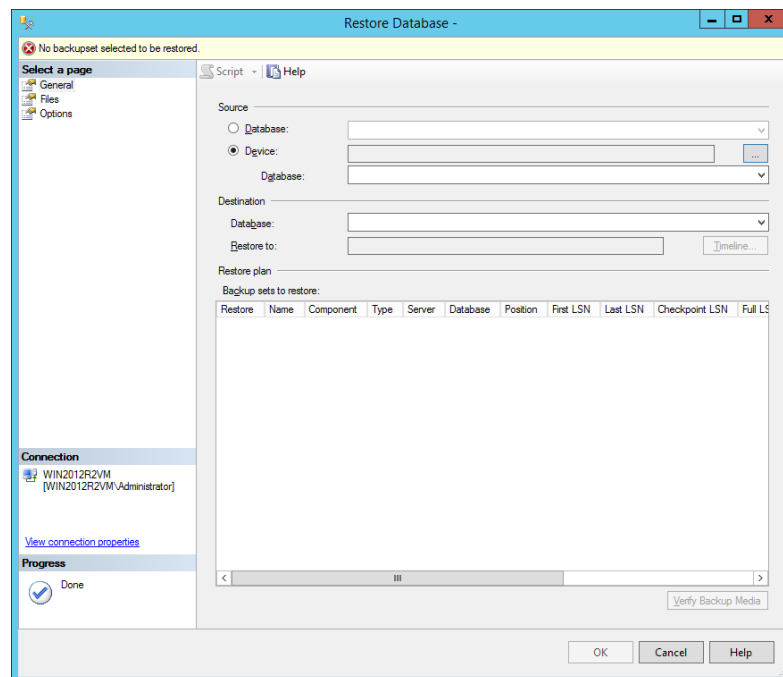 Restore Database -
No backupset selected to be restored.
Select a page
General
Files
Options
Script
Help
Source
Database:
Device:
...
Database:
Destination
Database:
Restore to:
Timeline...
Restore plan
Backup sets to restore:
Restore Name Component Type Server Database Position First LSN Last LSN Checkpoint LSN Full LS
Connection
WIN2012R2VM
[WIN2012R2VM\Administrator]
View connection properties
Progress
Done
Verify Backup Media
OK Cancel Help